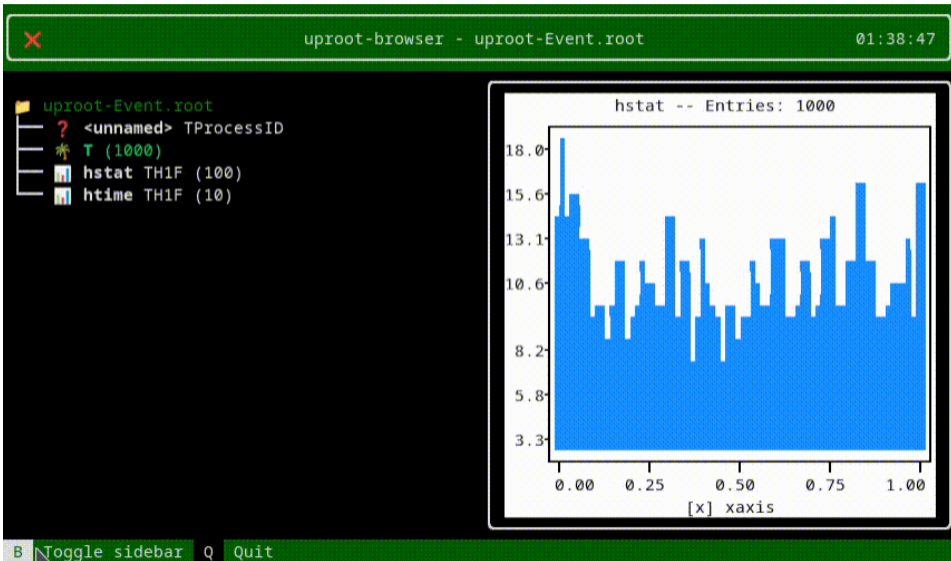 uproot-browser - uproot-Event.root 01:38:47
uproot-Event.root
<unnamed> TProcessID
T (1000)
hstat TH1F (100)
htime TH1F (10)
hstat -- Entries: 1000
18.0
15.6
13.1
10.6
8.2
5.8
3.3
0.00 0.25 0.50 0.75 1.00
[x] xaxis
B Toggle sidebar Q Quit